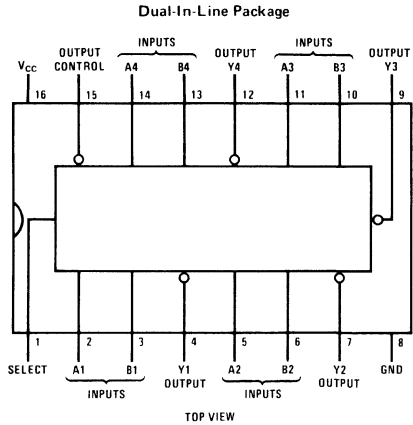 Dual-In-Line Package
INPUTS
INPUTS
OUTPUT
OUTPUT
OUTPUT
VCC CONTROL A4 B4 Y4 A3 B3 Y3
16 15 14 13 12 11 10 9
1 2 3 4 5 6 7 8
SELECT A1 B1 Y1 A2 B2 Y2 GND
OUTPUT
OUTPUT
INPUTS
INPUTS
TOP VIEW